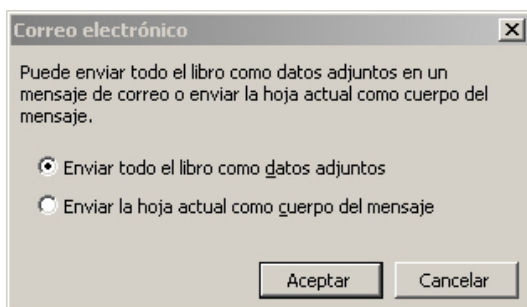 Correo electrónico
Puede enviar todo el libro como datos adjuntos en un
mensaje de correo o enviar la hoja actual como cuerpo del
mensaje.
Enviar todo el libro como datos adjuntos
Enviar la hoja actual como cuerpo del mensaje
Aceptar Cancelar